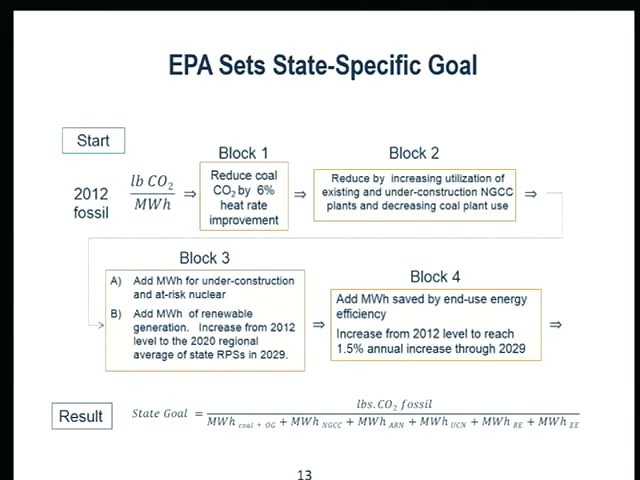 EPA Sets State-Specific Goal
Start
2012
fossil
lb CO2
MWh
⇒
Block 1
Reduce coal
CO2 by 6%
heat rate
improvement
⇒
Block 2
Reduce by increasing utilization of
existing and under-construction NGCC
plants and decreasing coal plant use
⇒
Block 3
A) Add MWh for under-construction
and at-risk nuclear
B) Add MWh of renewable
generation. Increase from 2012
level to the 2020 regional
average of state RPSs in 2029.
⇒
Block 4
Add MWh saved by end-use energy
efficiency
Increase from 2012 level to reach
1.5% annual increase through 2029
⇒
Result
State Goal =
lbs. CO2 fossil
MWh coal + OG + MWh NGCC + MWh ARN + MWh UCN + MWh RE + MWh EE
13